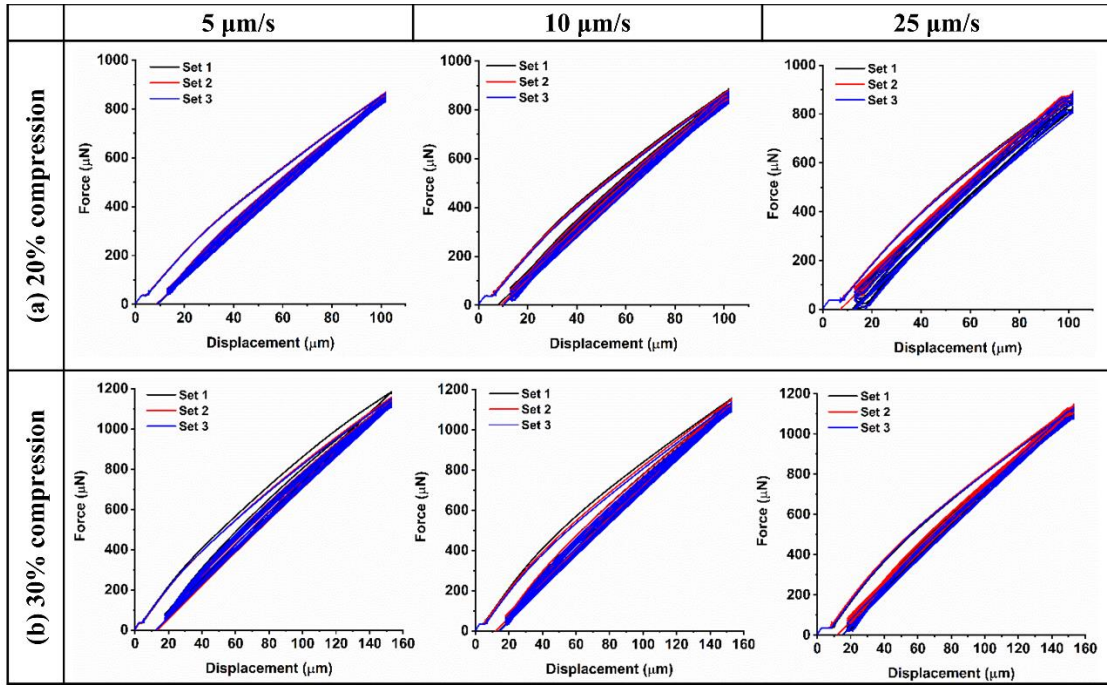 5 μm/s
10 μm/s
25 μm/s
(a) 20% compression
Force (μN)
1000
800
600
400
200
0
Set 1
Set 2
Set 3
0 20 40 60 80 100
Displacement (μm)
Force (μN)
1000
800
600
400
200
0
Set 1
Set 2
Set 3
0 20 40 60 80 100
Displacement (μm)
Force (μN)
1000
800
600
400
200
0
Set 1
Set 2
Set 3
0 20 40 60 80 100
Displacement (μm)
(b) 30% compression
Force (μN)
1200
1000
800
600
400
200
0
Set 1
Set 2
Set 3
0 20 40 60 80 100 120 140 160
Displacement (μm)
Force (μN)
1200
1000
800
600
400
200
0
Set 1
Set 2
Set 3
0 20 40 60 80 100 120 140 160
Displacement (μm)
Force (μN)
1200
1000
800
600
400
200
0
Set 1
Set 2
Set 3
0 20 40 60 80 100 120 140 160
Displacement (μm)